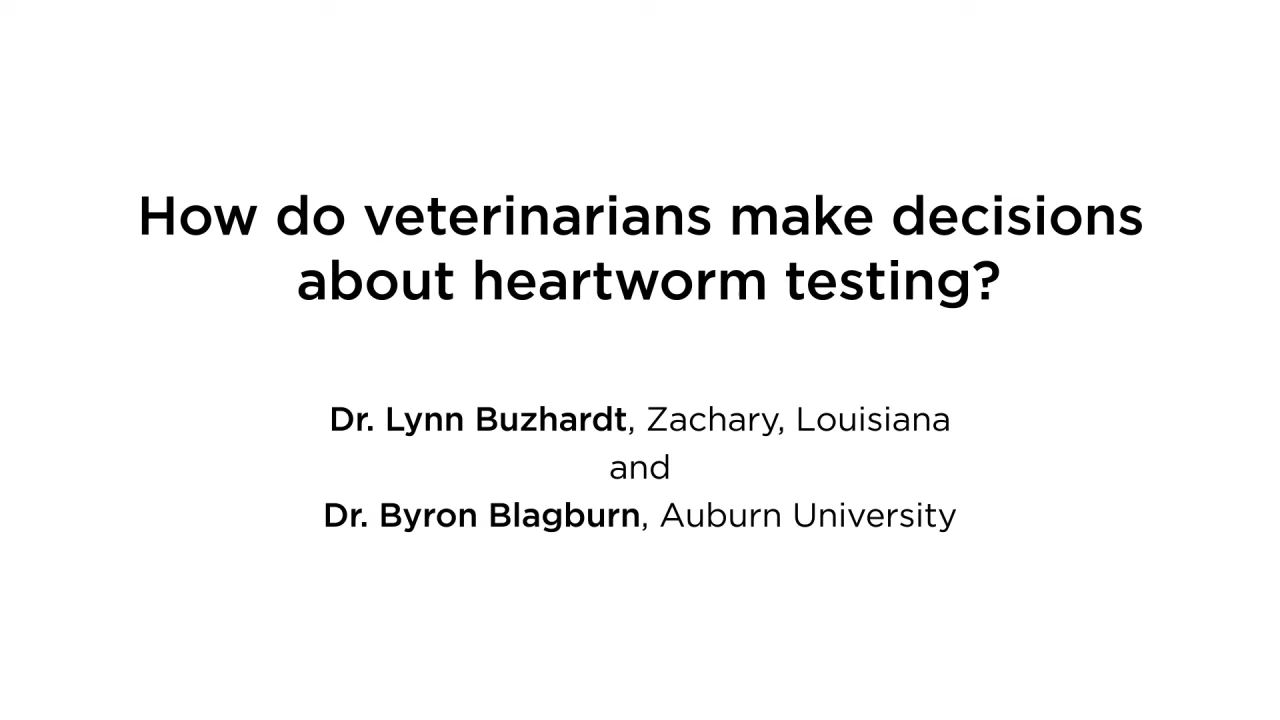 How do veterinarians make decisions
about heartworm testing?
Dr. Lynn Buzhardt, Zachary, Louisiana
and
Dr. Byron Blagburn, Auburn University